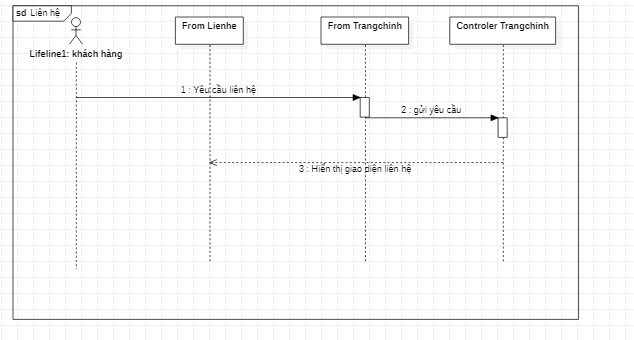 sd Liên hệ
From Lienhe
From Trangchinh
Controler Trangchinh
Lifeline1: khách hàng
1 : Yêu cầu liên hệ
2 : gửi yêu cầu
3 : Hiển thị giao diện liên hệ